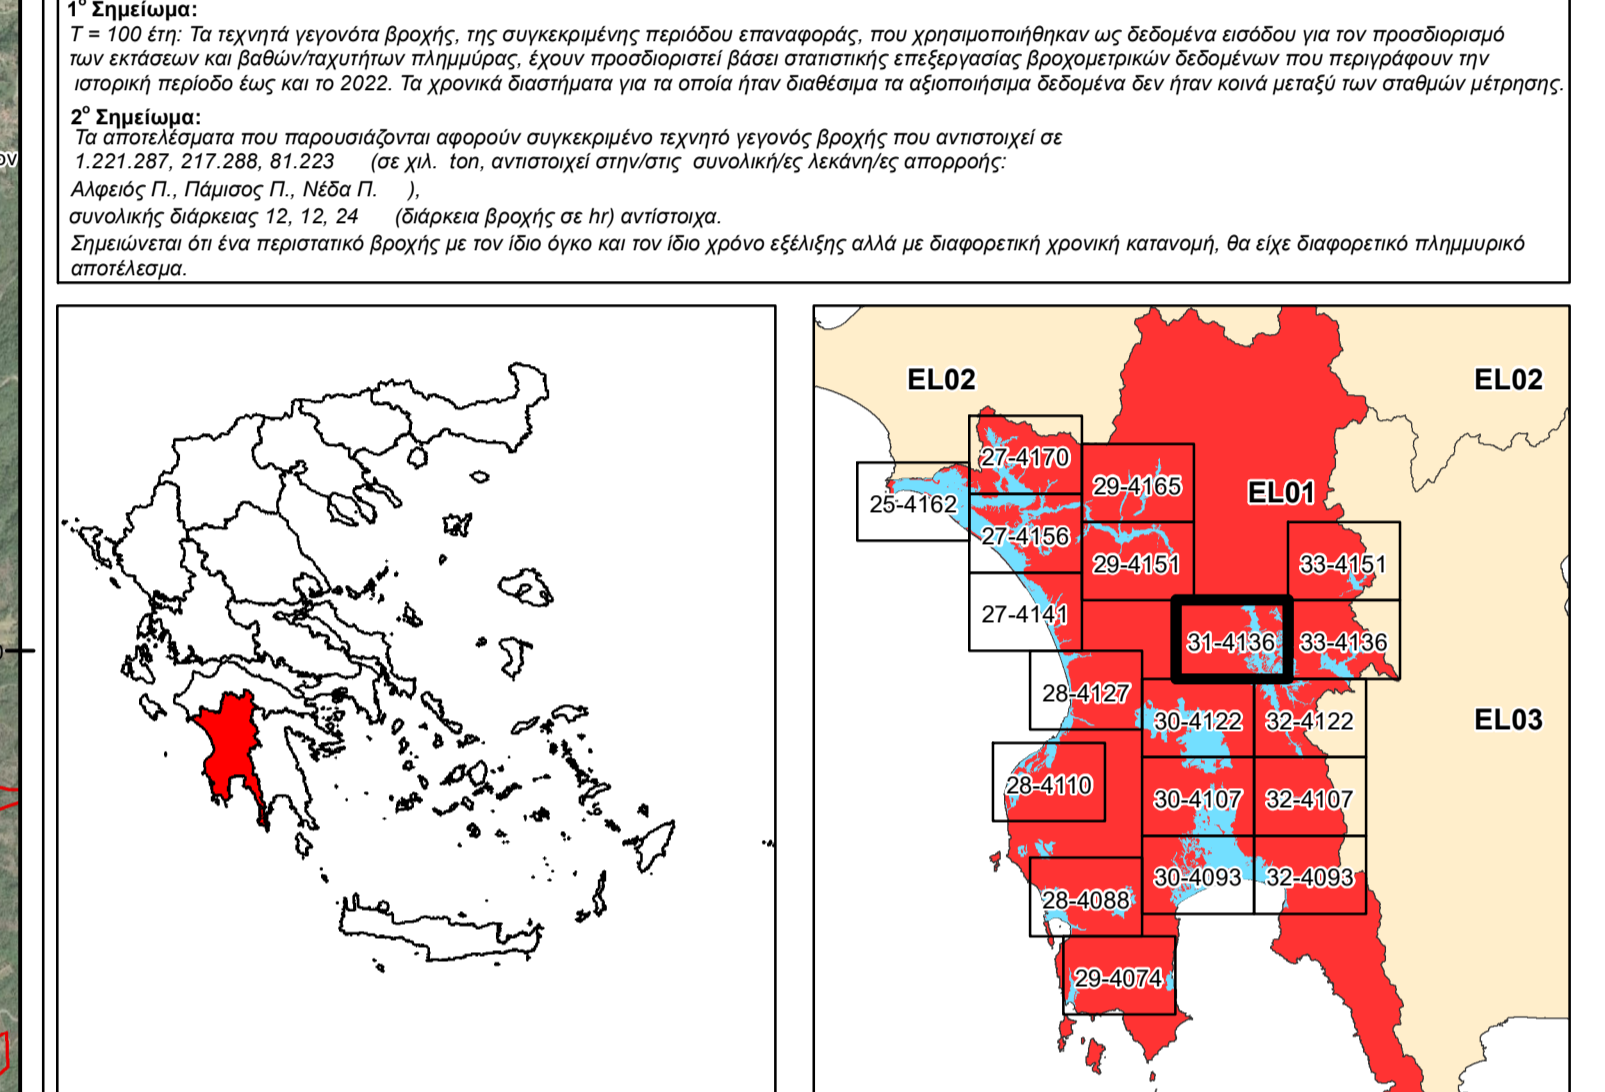 1° Σημείωμα:
T = 100 έτη: Τα τεχνητά γεγονότα βροχής, της συγκεκριμένης περιόδου επαναφοράς, που χρησιμοποιήθηκαν ως δεδομένα εισόδου για τον προσδιορισμό
των εκτάσεων και βαθών/ταχυτήτων πλημμύρας, έχουν προσδιοριστεί βάσει στατιστικής επεξεργασίας βροχομετρικών δεδομένων που περιγράφουν την
ιστορική περίοδο έως και το 2022. Τα χρονικά διαστήματα για τα οποία ήταν διαθέσιμα τα αξιοποιήσιμα δεδομένα δεν ήταν κοινά μεταξύ των σταθμών μέτρησης.
2° Σημείωμα:
Τα αποτελέσματα που παρουσιάζονται αφορούν συγκεκριμένο τεχνητό γεγονός βροχής που αντιστοιχεί σε
1.221.287, 217.288, 81.223 (σε χιλ. ton, αντιστοιχεί στην/στις συνολική/ες λεκάνη/ες απορροής:
Αλφειός Π., Πάμισος Π., Νέδα Π. ),
συνολικής διάρκειας 12, 12, 24 (διάρκεια βροχής σε hr) αντίστοιχα.
Σημειώνεται ότι ένα περιστατικό βροχής με τον ίδιο όγκο και τον ίδιο χρόνο εξέλιξης αλλά με διαφορετική χρονική κατανομή, θα είχε διαφορετικό πλημμυρικό
αποτέλεσμα.
EL02
EL02
27-4170
29-4165
EL01
25-4162
27-4156
29-4151
33-4151
27-4141
31-4136
33-4136
28-4127
30-4122
32-4122
EL03
28-4110
30-4107
32-4107
30-4093
32-4093
28-4088
29-4074